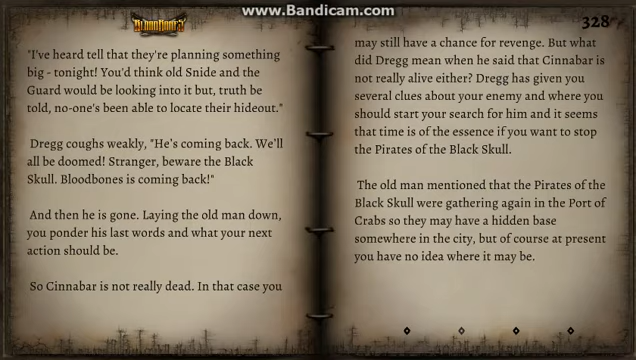 www.Bandicam.com
BLOODBONES
328
"I've heard tell that they're planning something
big - tonight! You'd think old Snide and the
Guard would be looking into it but, truth be
told, no-one's been able to locate their hideout."
Dregg coughs weakly, "He's coming back. We'll
all be doomed! Stranger, beware the Black
Skull. Bloodbones is coming back!"
And then he is gone. Laying the old man down,
you ponder his last words and what your next
action should be.
So Cinnabar is not really dead. In that case you
may still have a chance for revenge. But what
did Dregg mean when he said that Cinnabar is
not really alive either? Dregg has given you
several clues about your enemy and where you
should start your search for him and it seems
that time is of the essence if you want to stop
the Pirates of the Black Skull.
The old man mentioned that the Pirates of the
Black Skull were gathering again in the Port of
Crabs so they may have a hidden base
somewhere in the city, but of course at present
you have no idea where it may be.